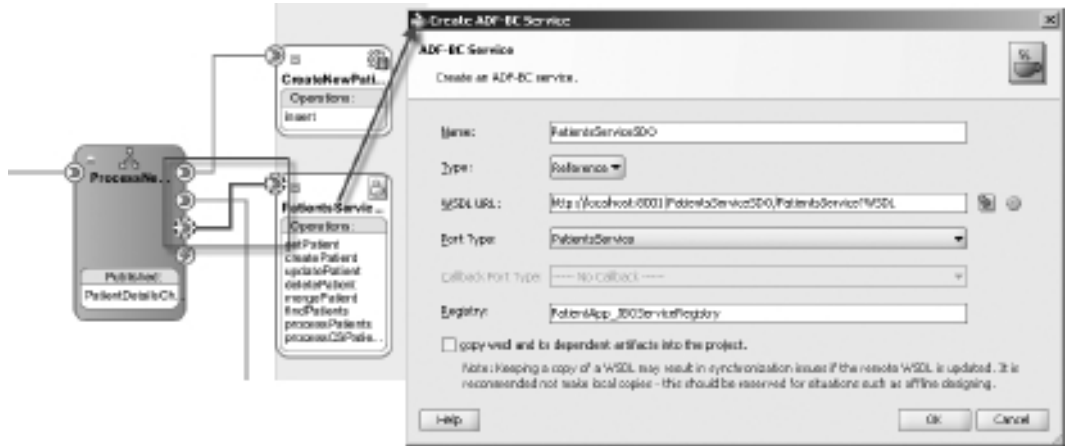 CreateNewPati...
Operations:
insert
ProcessNe...
Published:
PatientDetailsCh...
PatientsServic...
Operations:
getPatient
createPatient
updatePatient
deletePatient
mergePatient
findPatients
processPatients
processCSPatie...
Create ADF-BC Service
ADF-BC Service
Create an ADF-BC service.
Name: PatientsServiceSDO
Type: Reference
WSDL URL: http://localhost:8001/PatientsServiceSDO/PatientsService?WSDL
Port Type: PatientsService
Callback Port Type: ----- No Callback -----
Registry: PatientApp_JBOServiceRegistry
copy wsdl and its dependent artifacts into the project.
Note: Keeping a copy of a WSDL may result in synchronization issues if the remote WSDL is updated. It is
recommended not make local copies - this should be reserved for situations such as offline designing.
Help
OK
Cancel